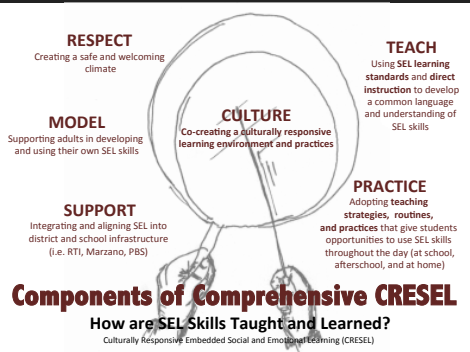 RESPECT
Creating a safe and welcoming
climate
MODEL
Supporting adults in developing
and using their own SEL skills
SUPPORT
Integrating and aligning SEL into
district and school infrastructure
(i.e. RTI, Marzano, PBS)
CULTURE
Co-creating a culturally responsive
learning environment and practices
TEACH
Using SEL learning
standards and direct
instruction to develop
a common language
and understanding of
SEL skills
PRACTICE
Adopting teaching
strategies, routines,
and practices that give students
opportunities to use SEL skills
throughout the day (at school,
afterschool, and at home)
Components of Comprehensive CRESEL
How are SEL Skills Taught and Learned?
Culturally Responsive Embedded Social and Emotional Learning (CRESEL)